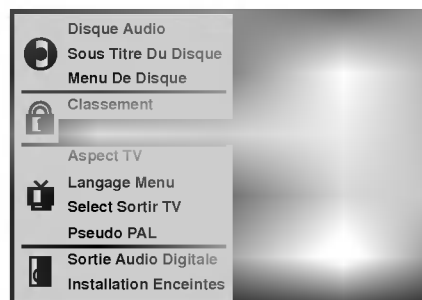 Disque Audio
Sous Titre Du Disque
Menu De Disque
Classement
Aspect TV
Langage Menu
Select Sortir TV
Pseudo PAL
Sortie Audio Digitale
Installation Enceintes